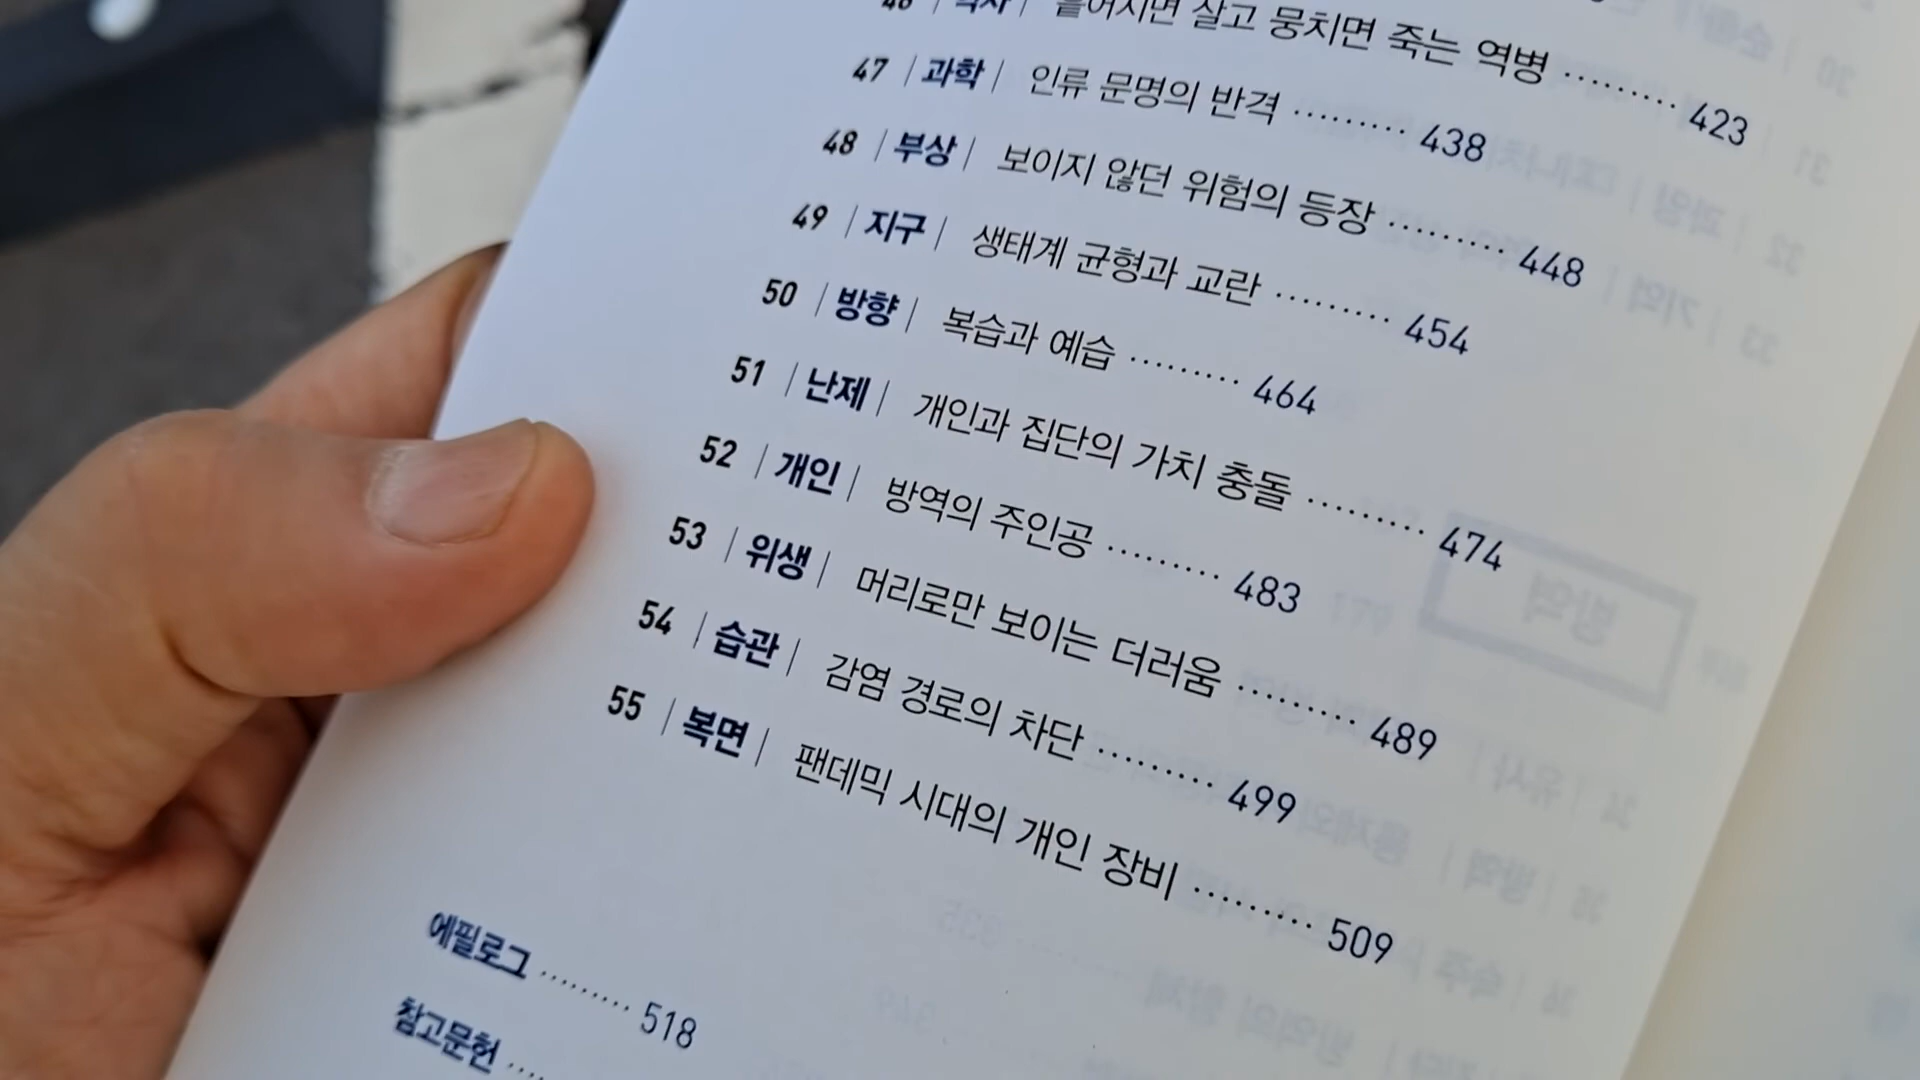 흩어지면 살고 뭉치면 죽는 역병 ········· 423
47 | 과학 | 인류 문명의 반격 ········· 438
48 | 부상 | 보이지 않던 위험의 등장 ········· 448
49 | 지구 | 생태계 균형과 교란 ········· 454
50 | 방향 | 복습과 예습 ········· 464
51 | 난제 | 개인과 집단의 가치 충돌 ········· 474
52 | 개인 | 방역의 주인공 ········· 483
53 | 위생 | 머리로만 보이는 더러움 ········· 489
54 | 습관 | 감염 경로의 차단 ········· 499
55 | 복면 | 팬데믹 시대의 개인 장비 ········· 509
에필로그 ········· 518
참고문헌 ····